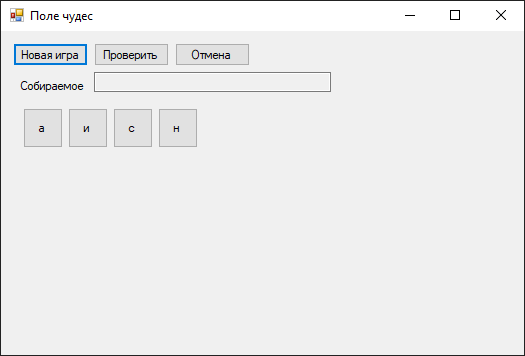 Поле чудес
Новая игра Проверить Отмена
Собираемое
а и с н